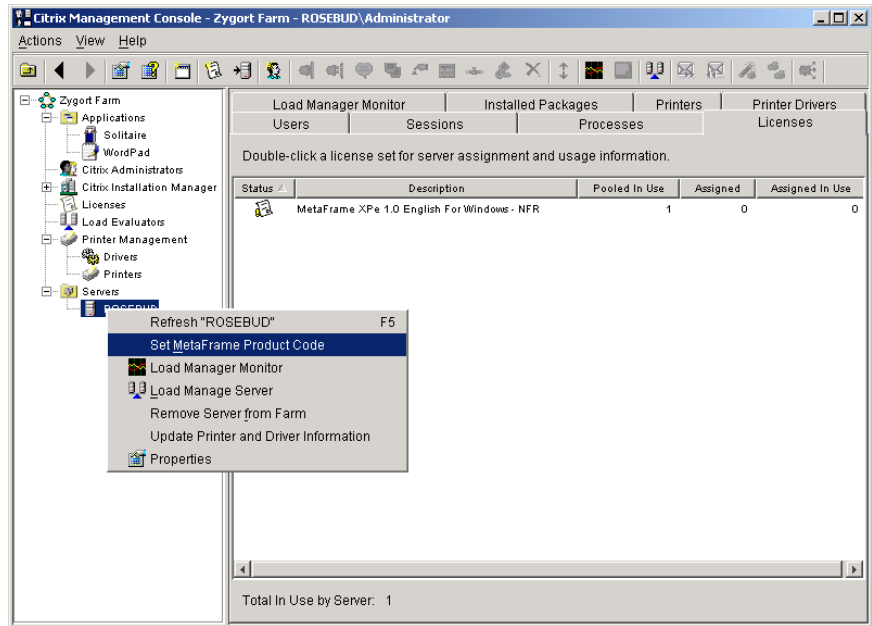 Citrix Management Console - Zygort Farm - ROSEBUD\Administrator
Actions View Help
Zygort Farm
Applications
Solitaire
WordPad
Citrix Administrators
Citrix Installation Manager
Licenses
Load Evaluators
Printer Management
Drivers
Printers
Servers
ROSEBUD
Load Manager Monitor Installed Packages Printers Printer Drivers
Users Sessions Processes Licenses
Double-click a license set for server assignment and usage information.
Status Description Pooled In Use Assigned Assigned In Use
MetaFrame XPe 1.0 English For Windows - NFR 1 0 0
Refresh "ROSEBUD" F5
Set MetaFrame Product Code
Load Manager Monitor
Load Manage Server
Remove Server from Farm
Update Printer and Driver Information
Properties
Total In Use by Server: 1